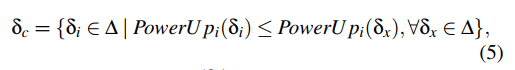 δc = {δi ∈ Δ | PowerUpi(δi) ≤ PowerUpi(δx), ∀δx ∈ Δ},
(5)